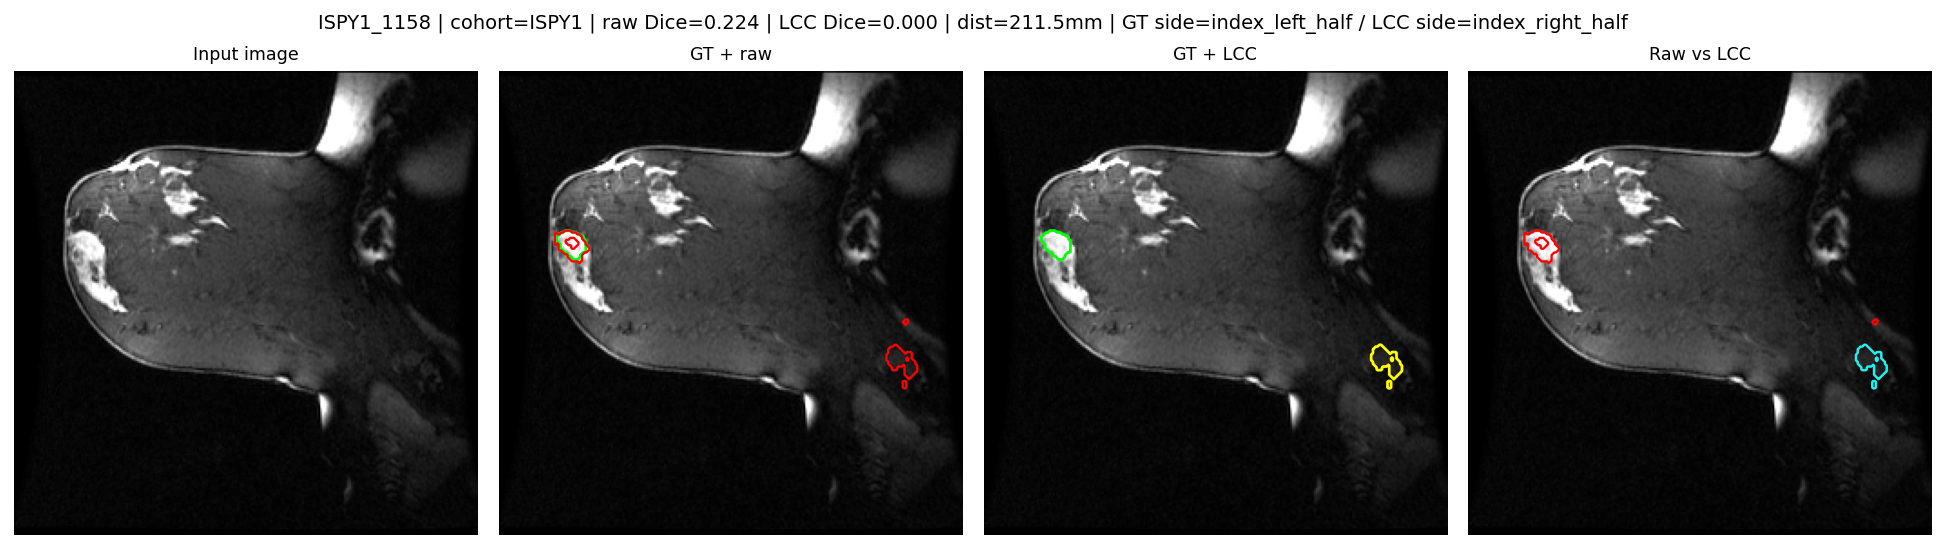 ISPY1_1158 | cohort=ISPY1 | raw Dice=0.224 | LCC Dice=0.000 | dist=211.5mm | GT side=index_left_half / LCC side=index_right_half
Input image
GT + raw
GT + LCC
Raw vs LCC